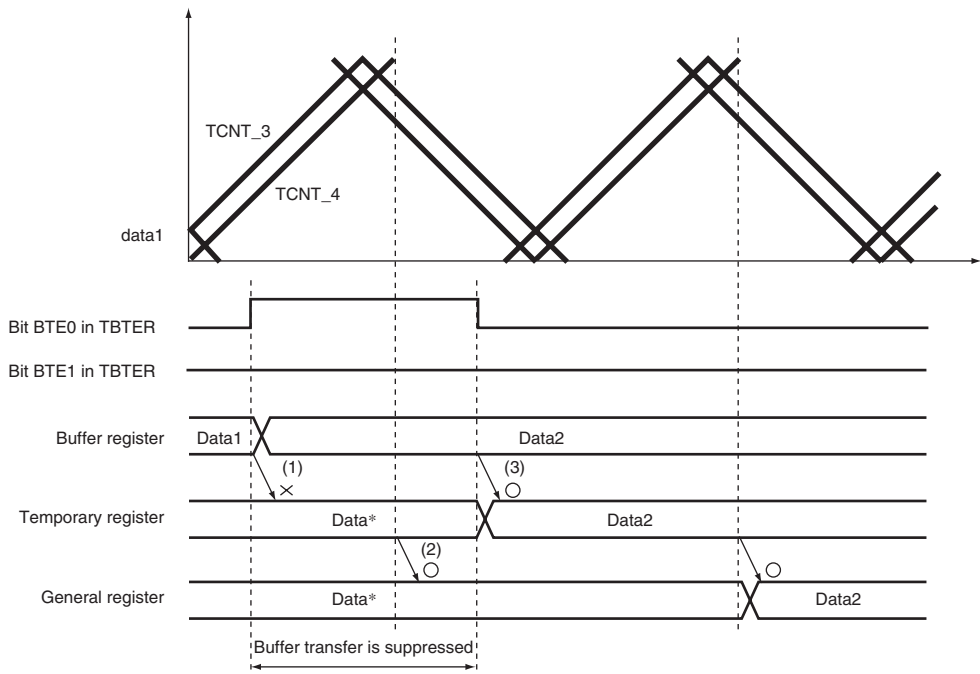 TCNT_3
TCNT_4
data1
Bit BTE0 in TBTER
Bit BTE1 in TBTER
Buffer register
Data1
Data2
(1)
(3)
Temporary register
Data*
Data2
(2)
General register
Data*
Data2
Buffer transfer is suppressed